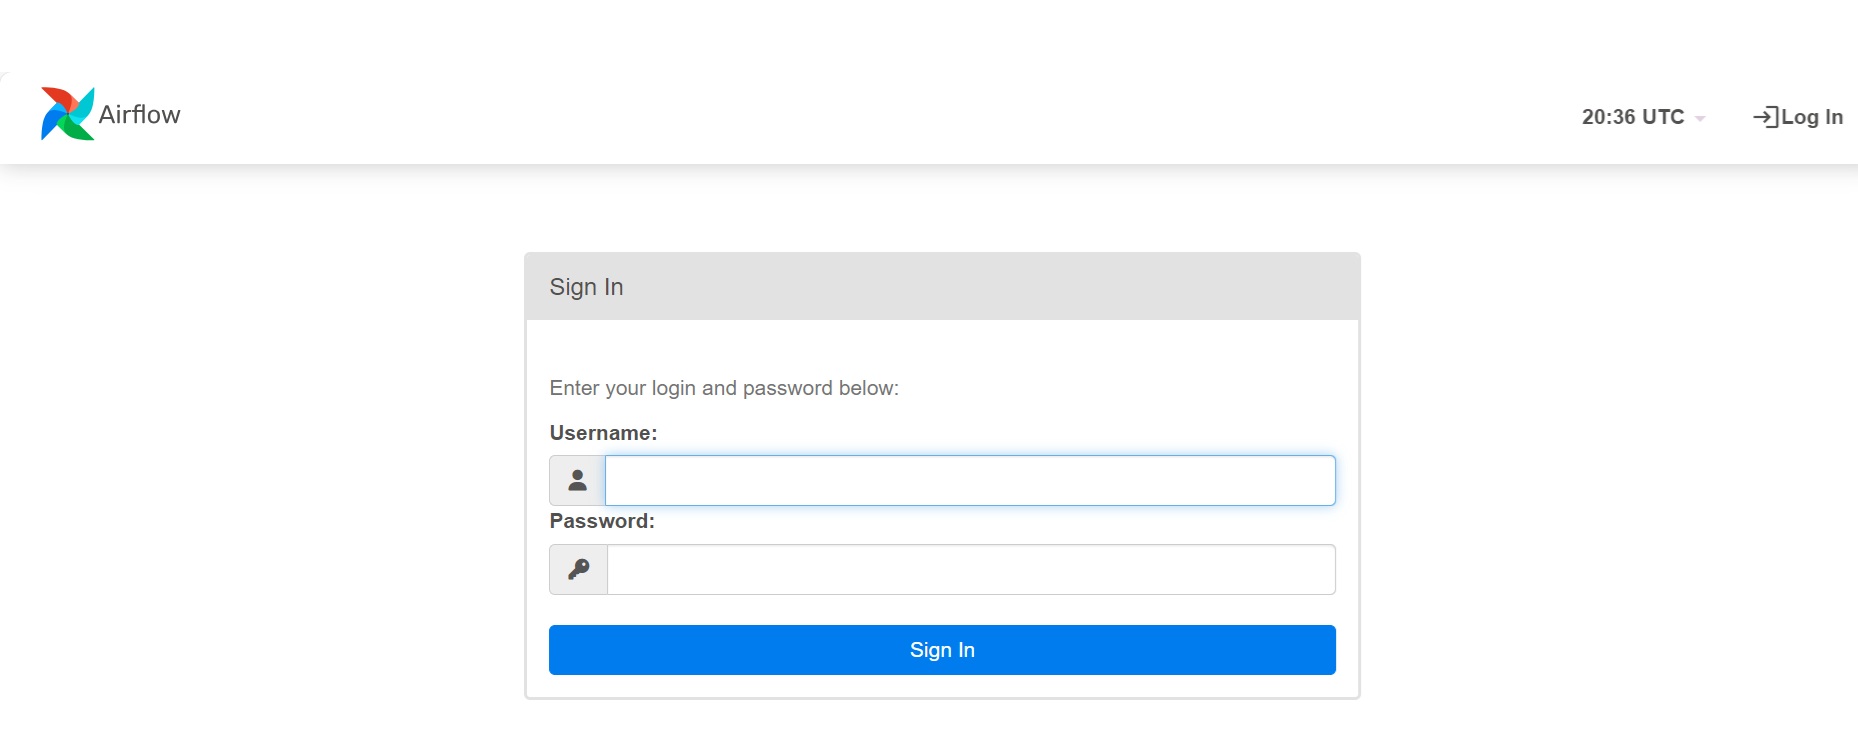 Airflow
20:36 UTC
Log In
Sign In
Enter your login and password below:
Username:
Password:
Sign In